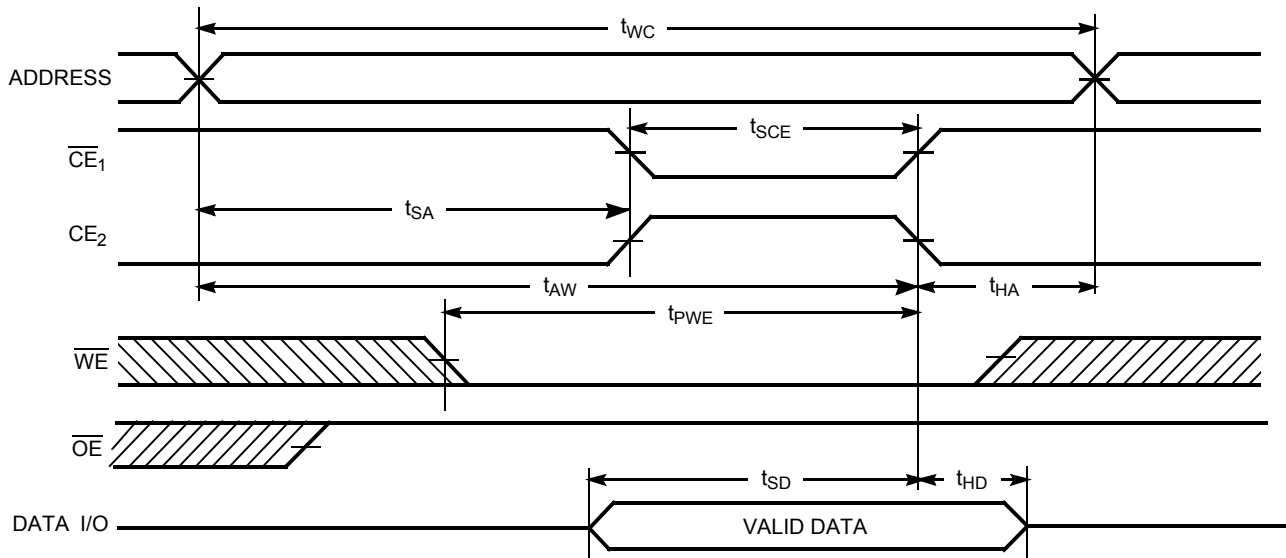 tWC
ADDRESS
tSCE
CE1
tSA
CE2
tAW
tHA
tPWE
WE
OE
tSD
tHD
DATA I/O
VALID DATA